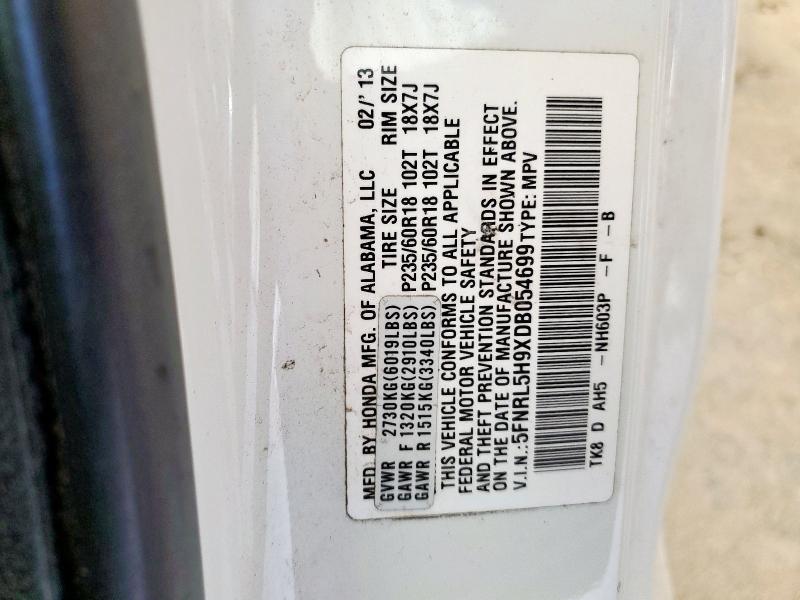 MFD. BY HONDA MFG. OF ALABAMA, LLC 02/'13
GVWR 2730KG(6019LBS) TIRE SIZE RIM SIZE
GAWR F 1320KG(2910LBS) P235/60R18 102T 18X7J
GAWR R 1515KG(3340LBS) P235/60R18 102T 18X7J
THIS VEHICLE CONFORMS TO ALL APPLICABLE
FEDERAL MOTOR VEHICLE SAFETY
AND THEFT PREVENTION STANDARDS IN EFFECT
ON THE DATE OF MANUFACTURE SHOWN ABOVE.
V.I.N.:5FNRL5H9XDB054699 TYPE: MPV
TK8 D AH5 -NH603P -F -B